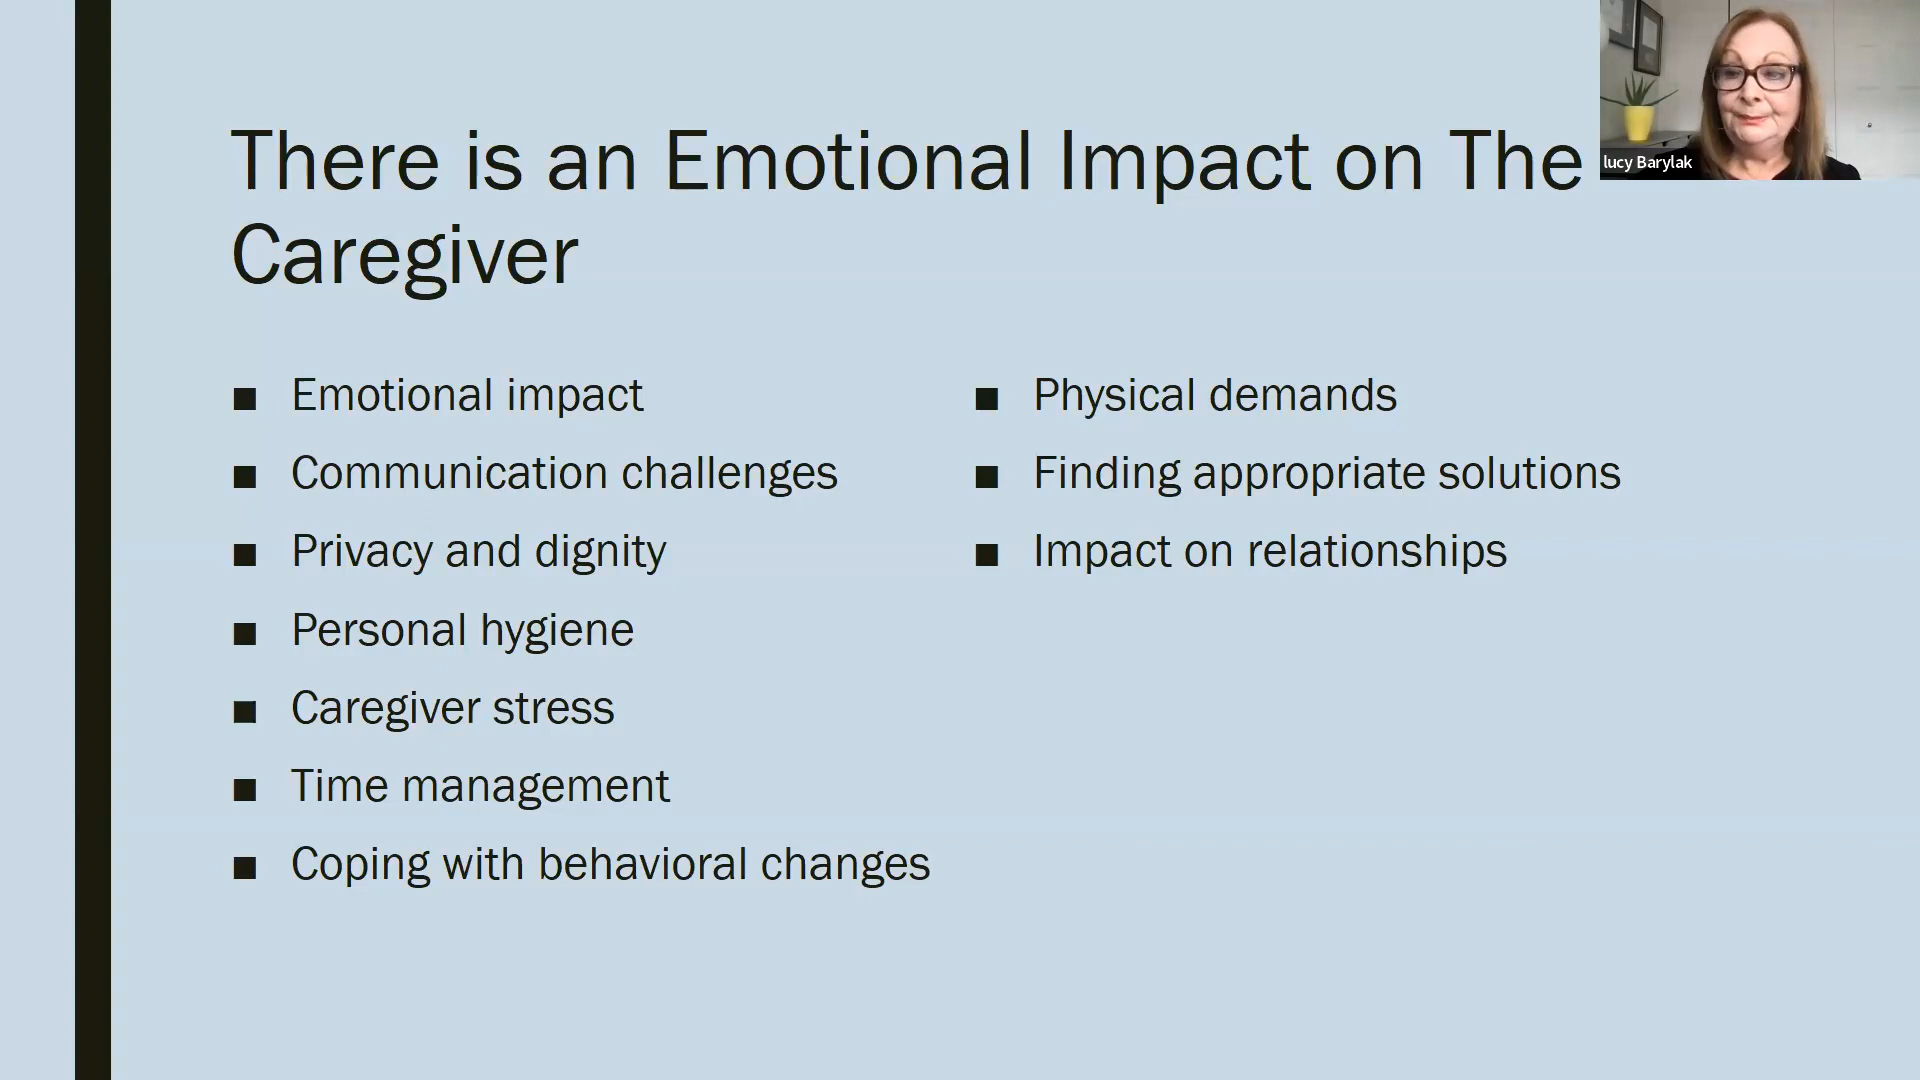 There is an Emotional Impact on The
Caregiver
lucy Barylak
■ Emotional impact
■ Communication challenges
■ Privacy and dignity
■ Personal hygiene
■ Caregiver stress
■ Time management
■ Coping with behavioral changes
■ Physical demands
■ Finding appropriate solutions
■ Impact on relationships